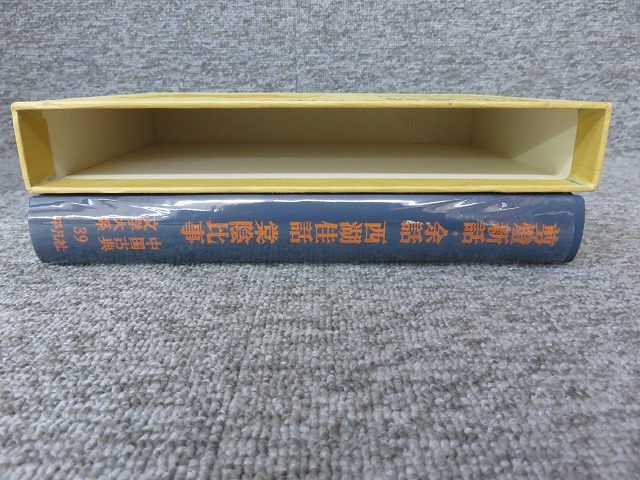 剪燈新話・余話 西湖佳話 棠陰比事
中国古典
文学大系
39
平凡社